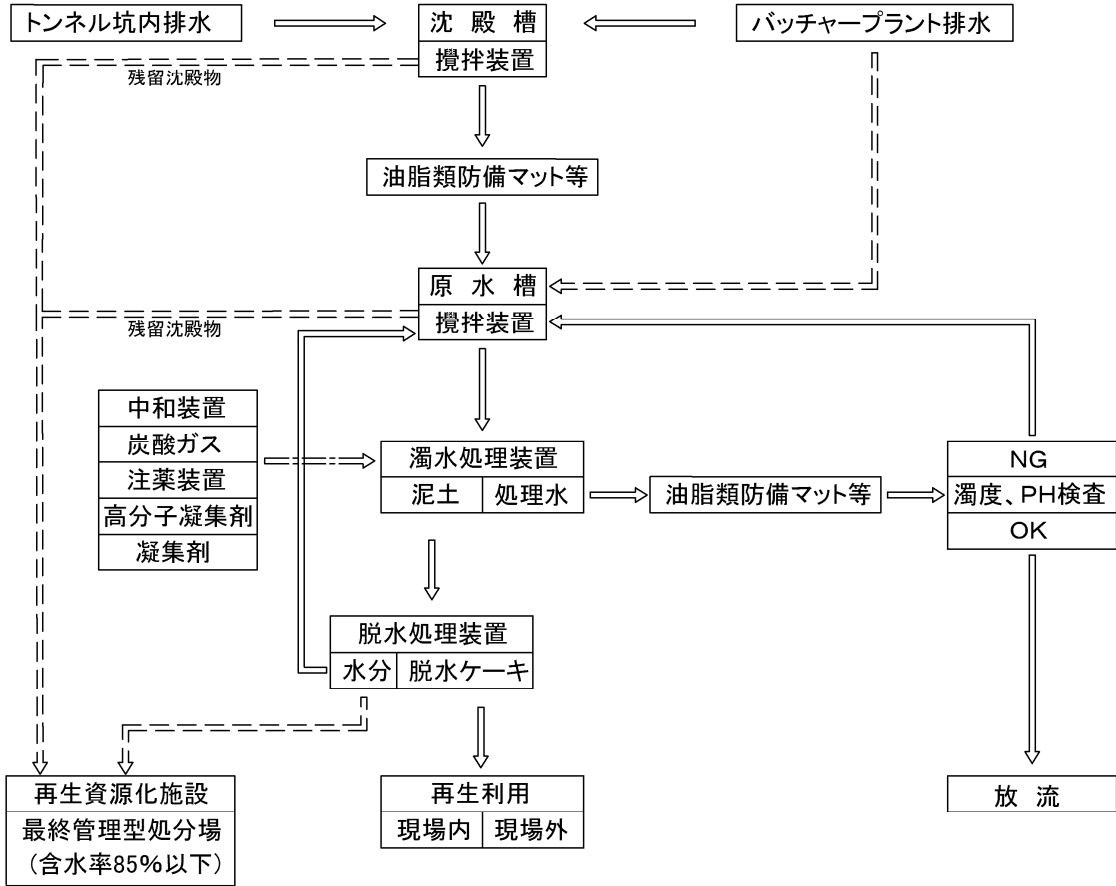 トンネル坑内排水
沈 殿 槽
バッチャープラント排水
攪拌装置
残留沈殿物
油脂類防備マット等
原 水 槽
攪拌装置
残留沈殿物
中和装置
炭酸ガス
注薬装置
高分子凝集剤
凝集剤
濁水処理装置
泥土 処理水
油脂類防備マット等
NG
濁度、PH検査
OK
脱水処理装置
水分 脱水ケーキ
再生資源化施設
最終管理型処分場
(含水率85%以下)
再生利用
現場内 現場外
放 流